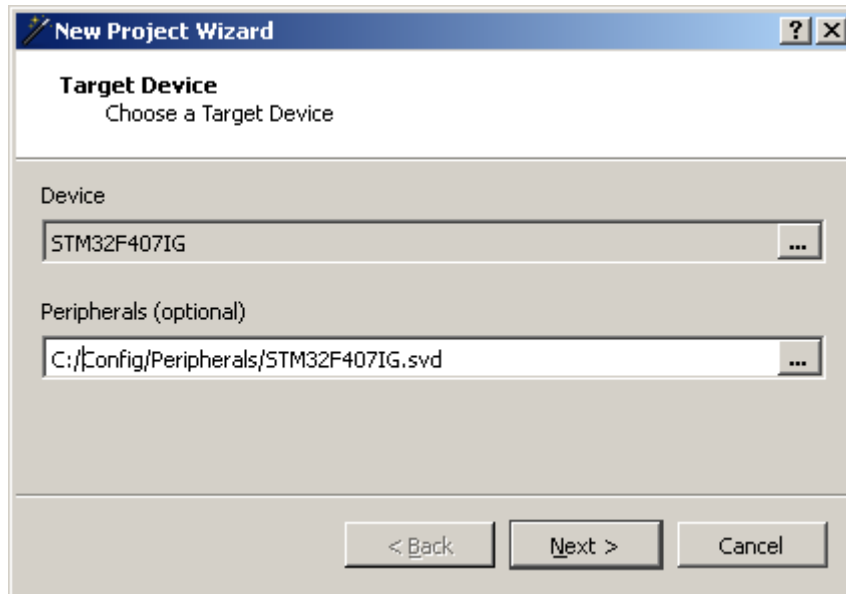 New Project Wizard
Target Device
Choose a Target Device
Device
STM32F407IG
...
Peripherals (optional)
C:/Config/Peripherals/STM32F407IG.svd
...
< Back
Next >
Cancel